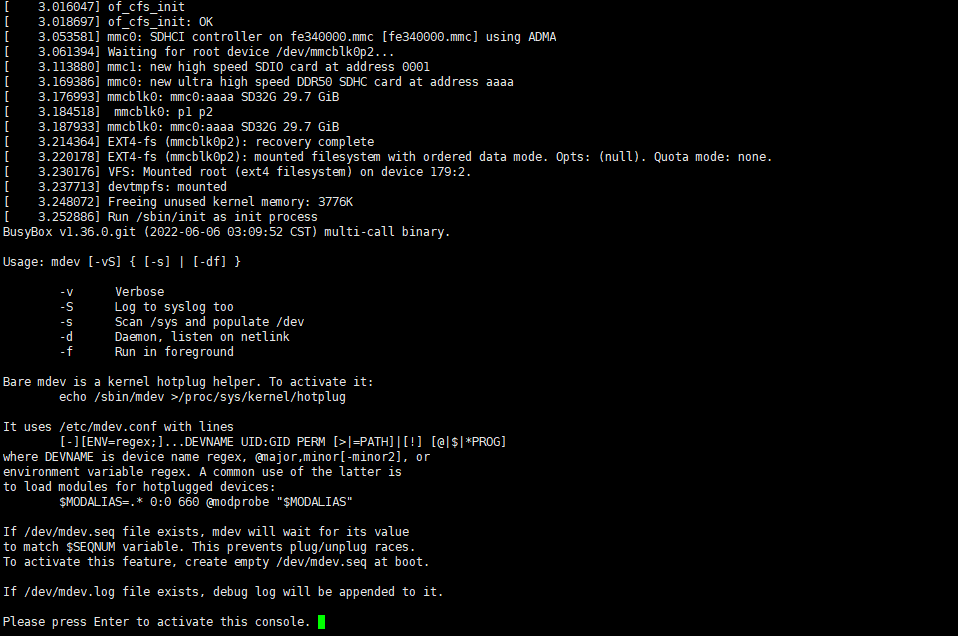 [    3.016047] of_cfs_init
[    3.018697] of_cfs_init: OK
[    3.053581] mmc0: SDHCI controller on fe340000.mmc [fe340000.mmc] using ADMA
[    3.061394] Waiting for root device /dev/mmcblk0p2...
[    3.113880] mmc1: new high speed SDIO card at address 0001
[    3.169386] mmc0: new ultra high speed DDR50 SDHC card at address aaaa
[    3.176993] mmcblk0: mmc0:aaaa SD32G 29.7 GiB
[    3.184518]  mmcblk0: p1 p2
[    3.187933] mmcblk0: mmc0:aaaa SD32G 29.7 GiB
[    3.214364] EXT4-fs (mmcblk0p2): recovery complete
[    3.220178] EXT4-fs (mmcblk0p2): mounted filesystem with ordered data mode. Opts: (null). Quota mode: none.
[    3.230176] VFS: Mounted root (ext4 filesystem) on device 179:2.
[    3.237713] devtmpfs: mounted
[    3.248072] Freeing unused kernel memory: 3776K
[    3.252886] Run /sbin/init as init process
BusyBox v1.36.0.git (2022-06-06 03:09:52 CST) multi-call binary.

Usage: mdev [-vS] { [-s] | [-df] }

        -v      Verbose
        -S      Log to syslog too
        -s      Scan /sys and populate /dev
        -d      Daemon, listen on netlink
        -f      Run in foreground

Bare mdev is a kernel hotplug helper. To activate it:
        echo /sbin/mdev >/proc/sys/kernel/hotplug

It uses /etc/mdev.conf with lines
        [-][ENV=regex;]...DEVNAME UID:GID PERM [>|=PATH]|[!] [@|$|*PROG]
where DEVNAME is device name regex, @major,minor[-minor2], or
environment variable regex. A common use of the latter is
to load modules for hotplugged devices:
        $MODALIAS=.* 0:0 660 @modprobe "$MODALIAS"

If /dev/mdev.seq file exists, mdev will wait for its value
to match $SEQNUM variable. This prevents plug/unplug races.
To activate this feature, create empty /dev/mdev.seq at boot.

If /dev/mdev.log file exists, debug log will be appended to it.

Please press Enter to activate this console.